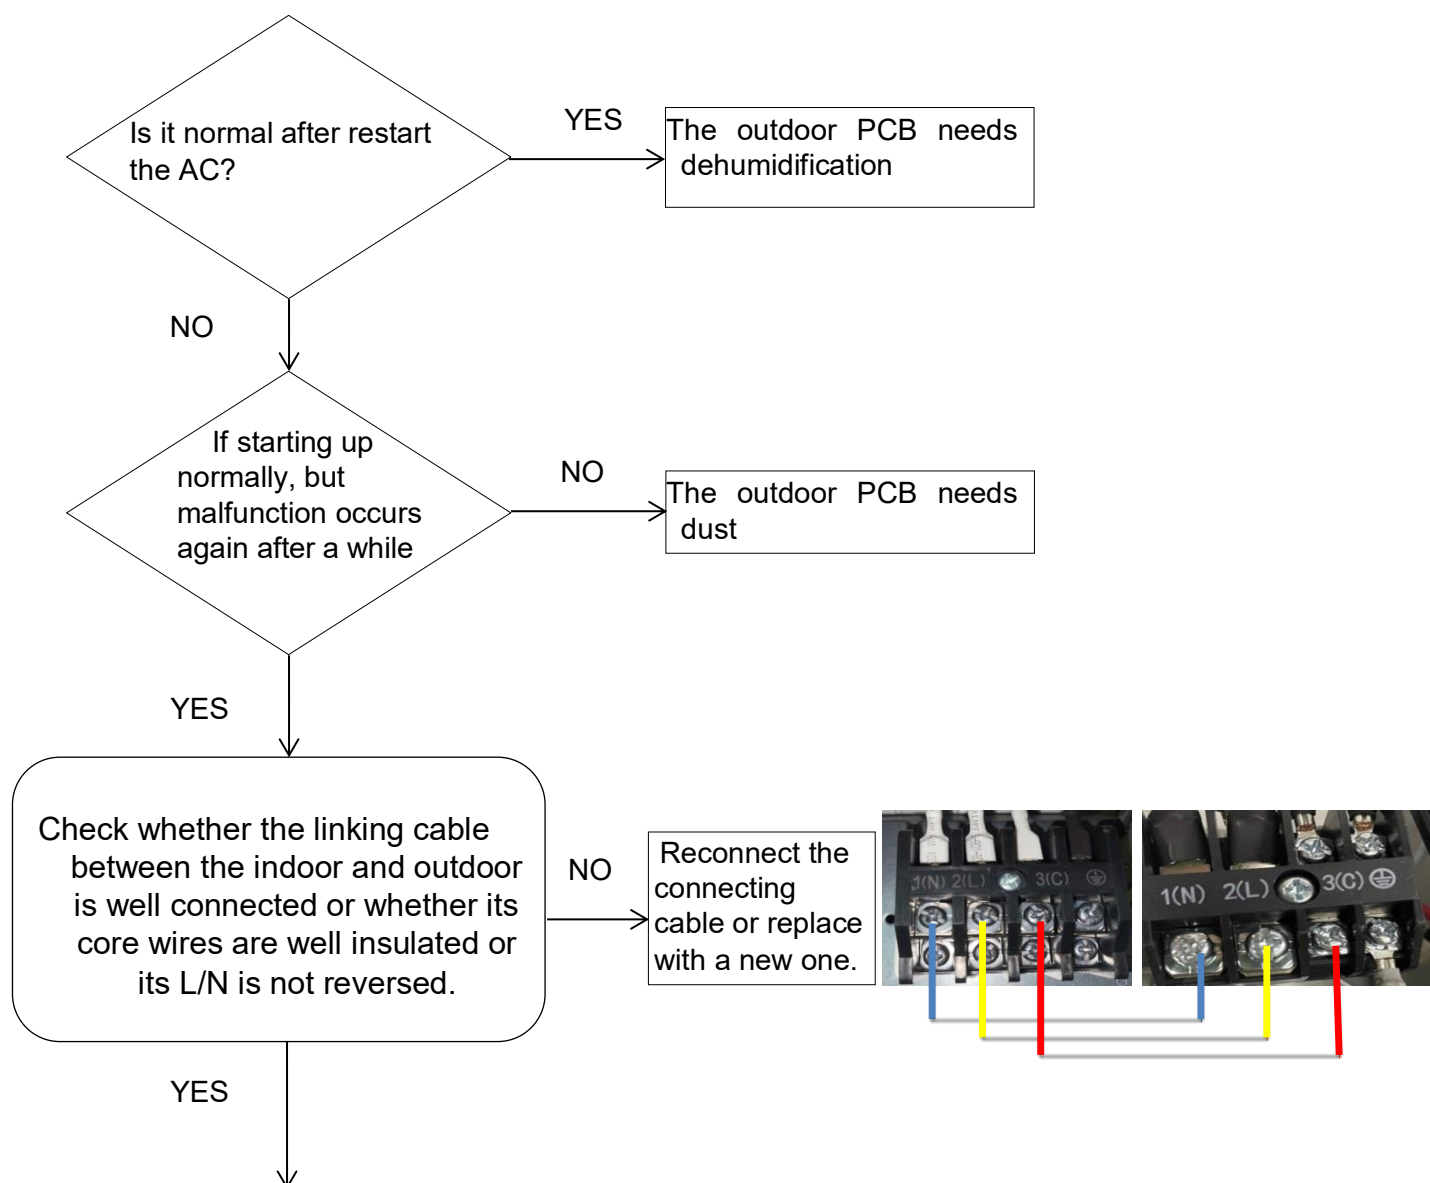 Is it normal after restart
the AC?
YES
The outdoor PCB needs
dehumidification
NO
If starting up
normally, but
malfunction occurs
again after a while
NO
The outdoor PCB needs
dust
YES
Check whether the linking cable
between the indoor and outdoor
is well connected or whether its
core wires are well insulated or
its L/N is not reversed.
NO
Reconnect the
connecting
cable or replace
with a new one.
1(N) 2(L) 3(C)
1(N) 2(L) 3(C)
YES